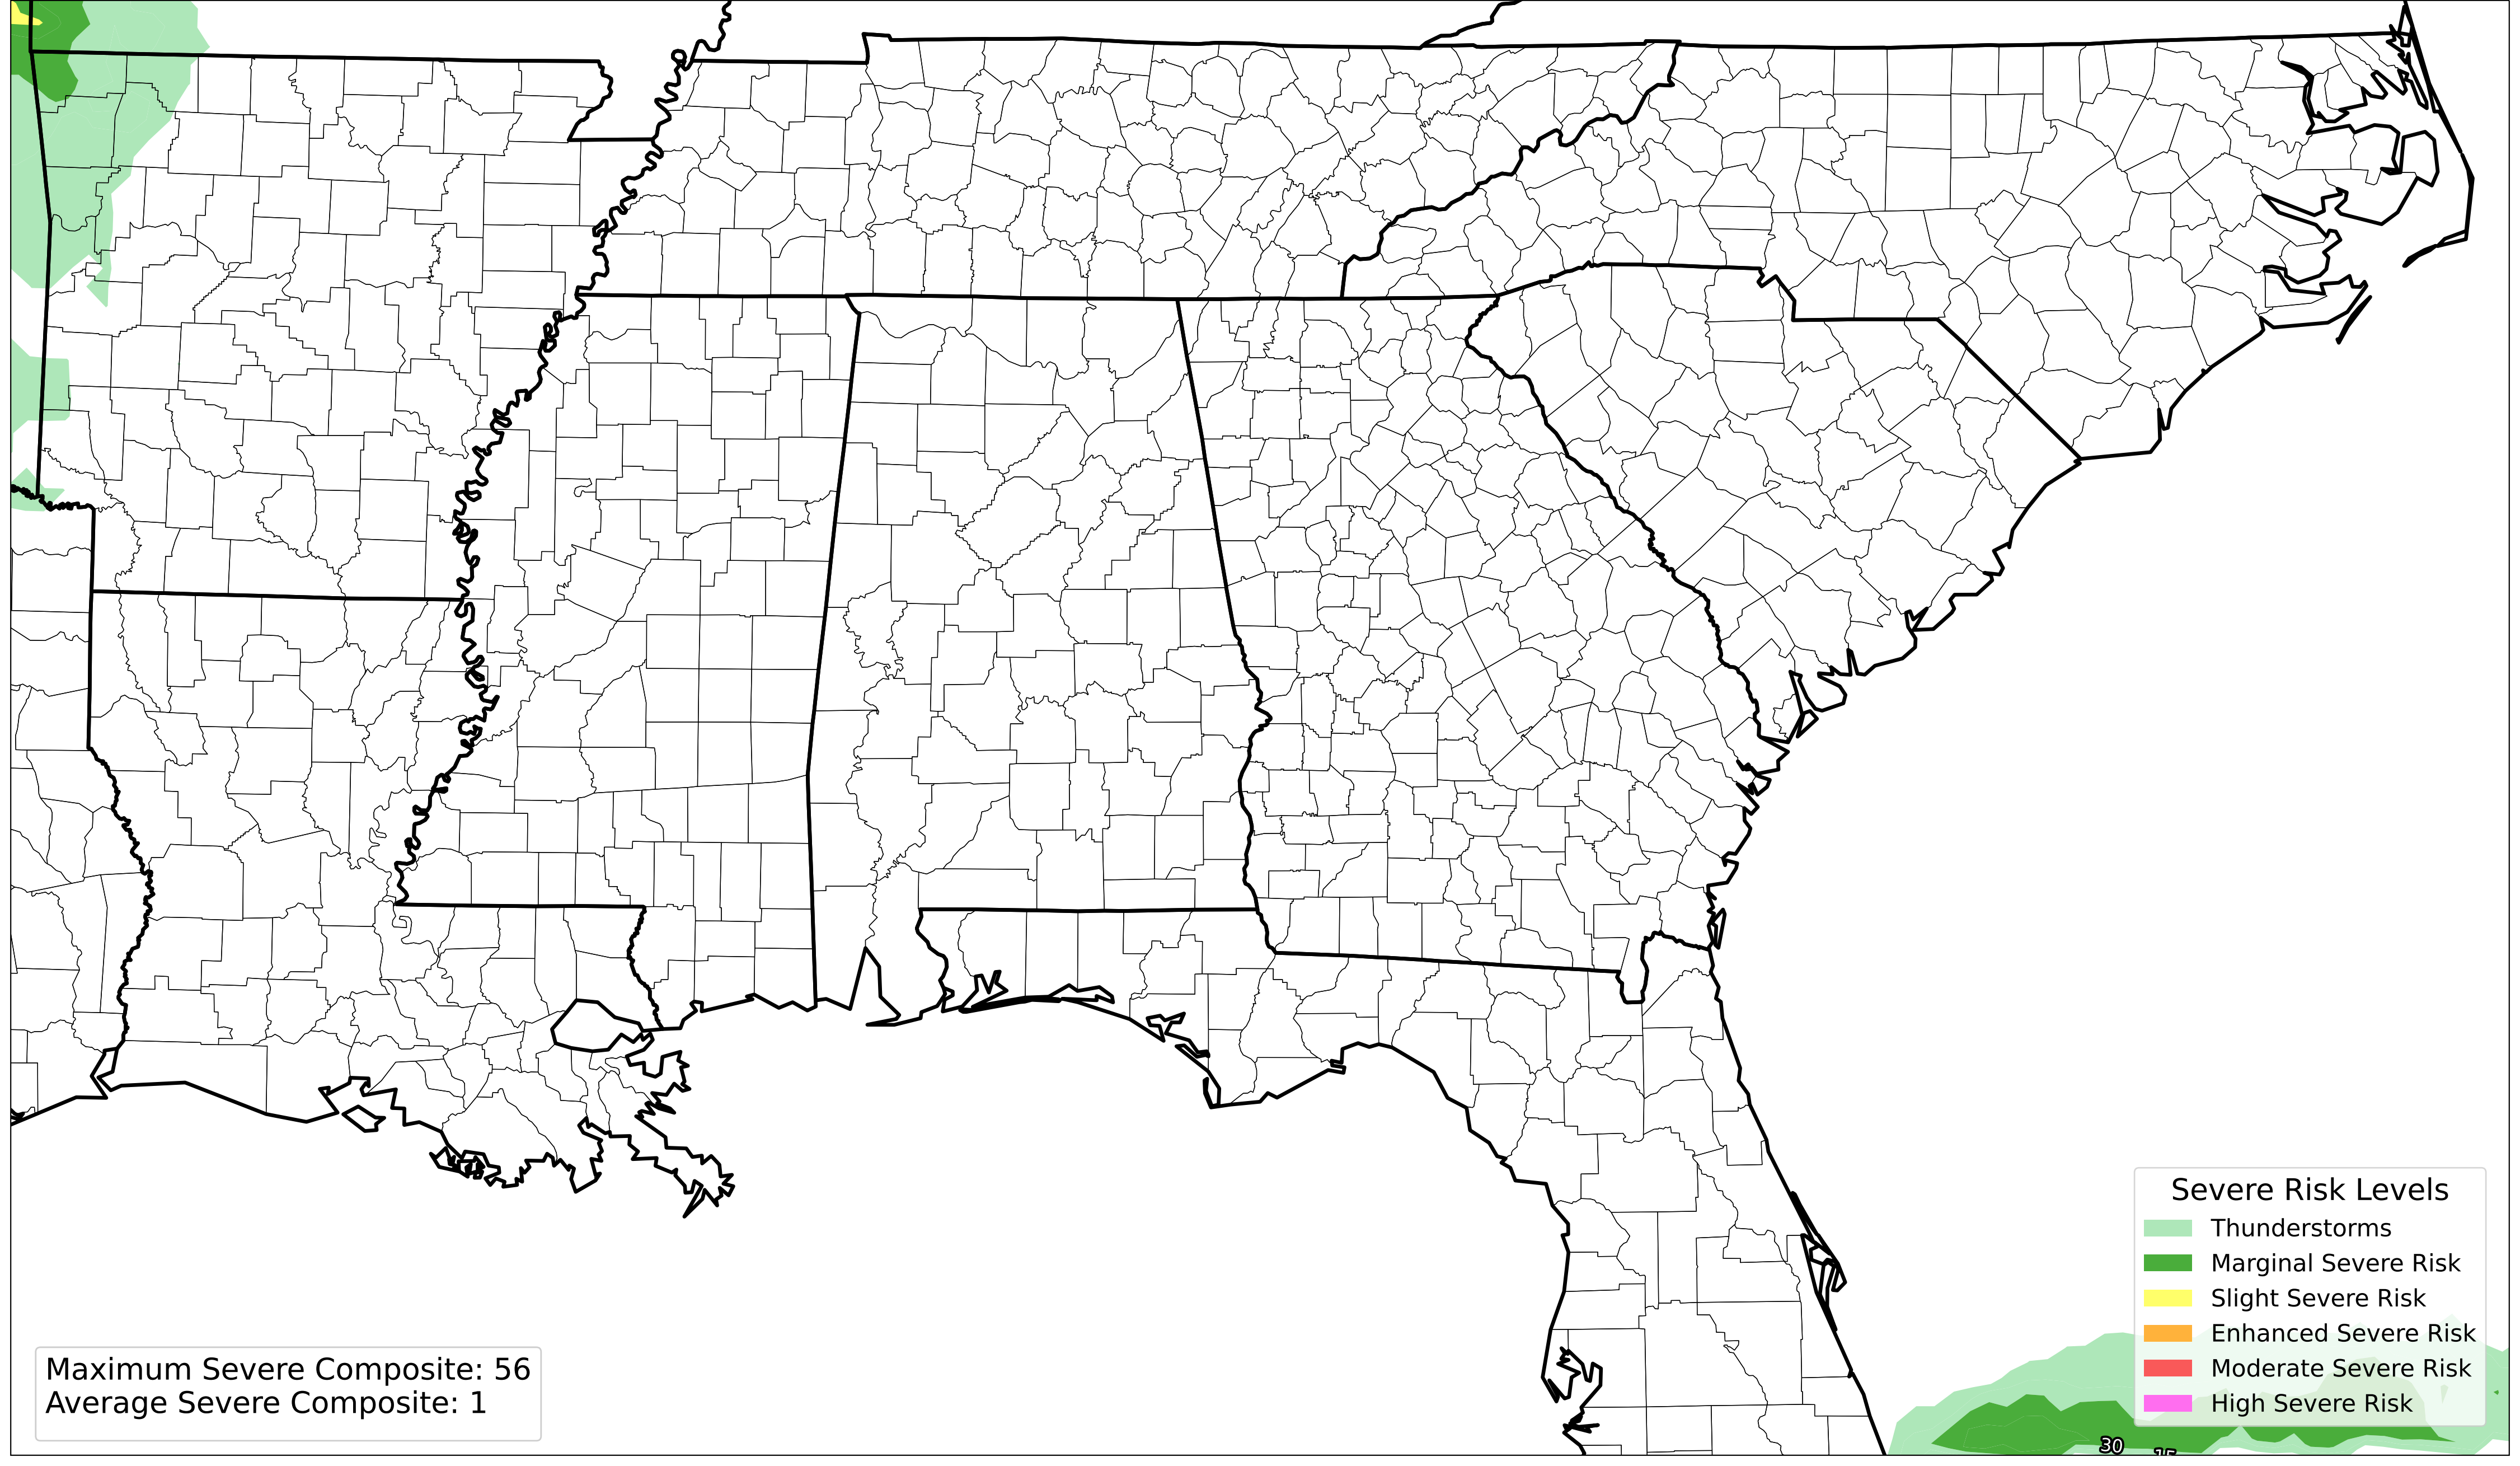 Severe Risk Levels
Thunderstorms
Marginal Severe Risk
Slight Severe Risk
Enhanced Severe Risk
Moderate Severe Risk
High Severe Risk
Maximum Severe Composite: 56
Average Severe Composite: 1
30
15